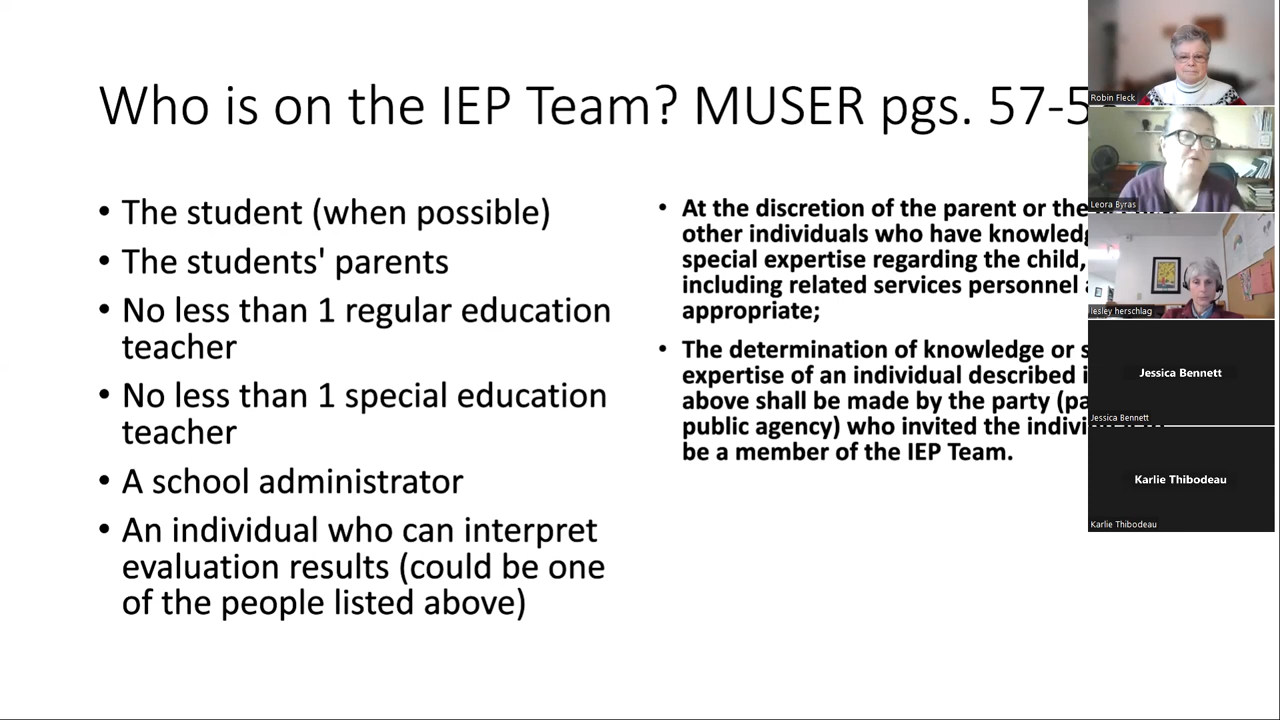 Who is on the IEP Team? MUSER pgs. 57-5
• The student (when possible)
• The students' parents
• No less than 1 regular education
teacher
• No less than 1 special education
teacher
• A school administrator
• An individual who can interpret
evaluation results (could be one
of the people listed above)
• At the discretion of the parent or the
other individuals who have
special expertise regarding the child,
including related services personnel
appropriate;
• The determination of knowledge or
expertise of an individual described
above shall be made by the party
public agency) who invited the
be a member of the IEP Team.
Robin Fleck
Leora Byras
lesley herschlag
Jessica Bennett
Jessica Bennett
Karlie Thibodeau
Karlie Thibodeau